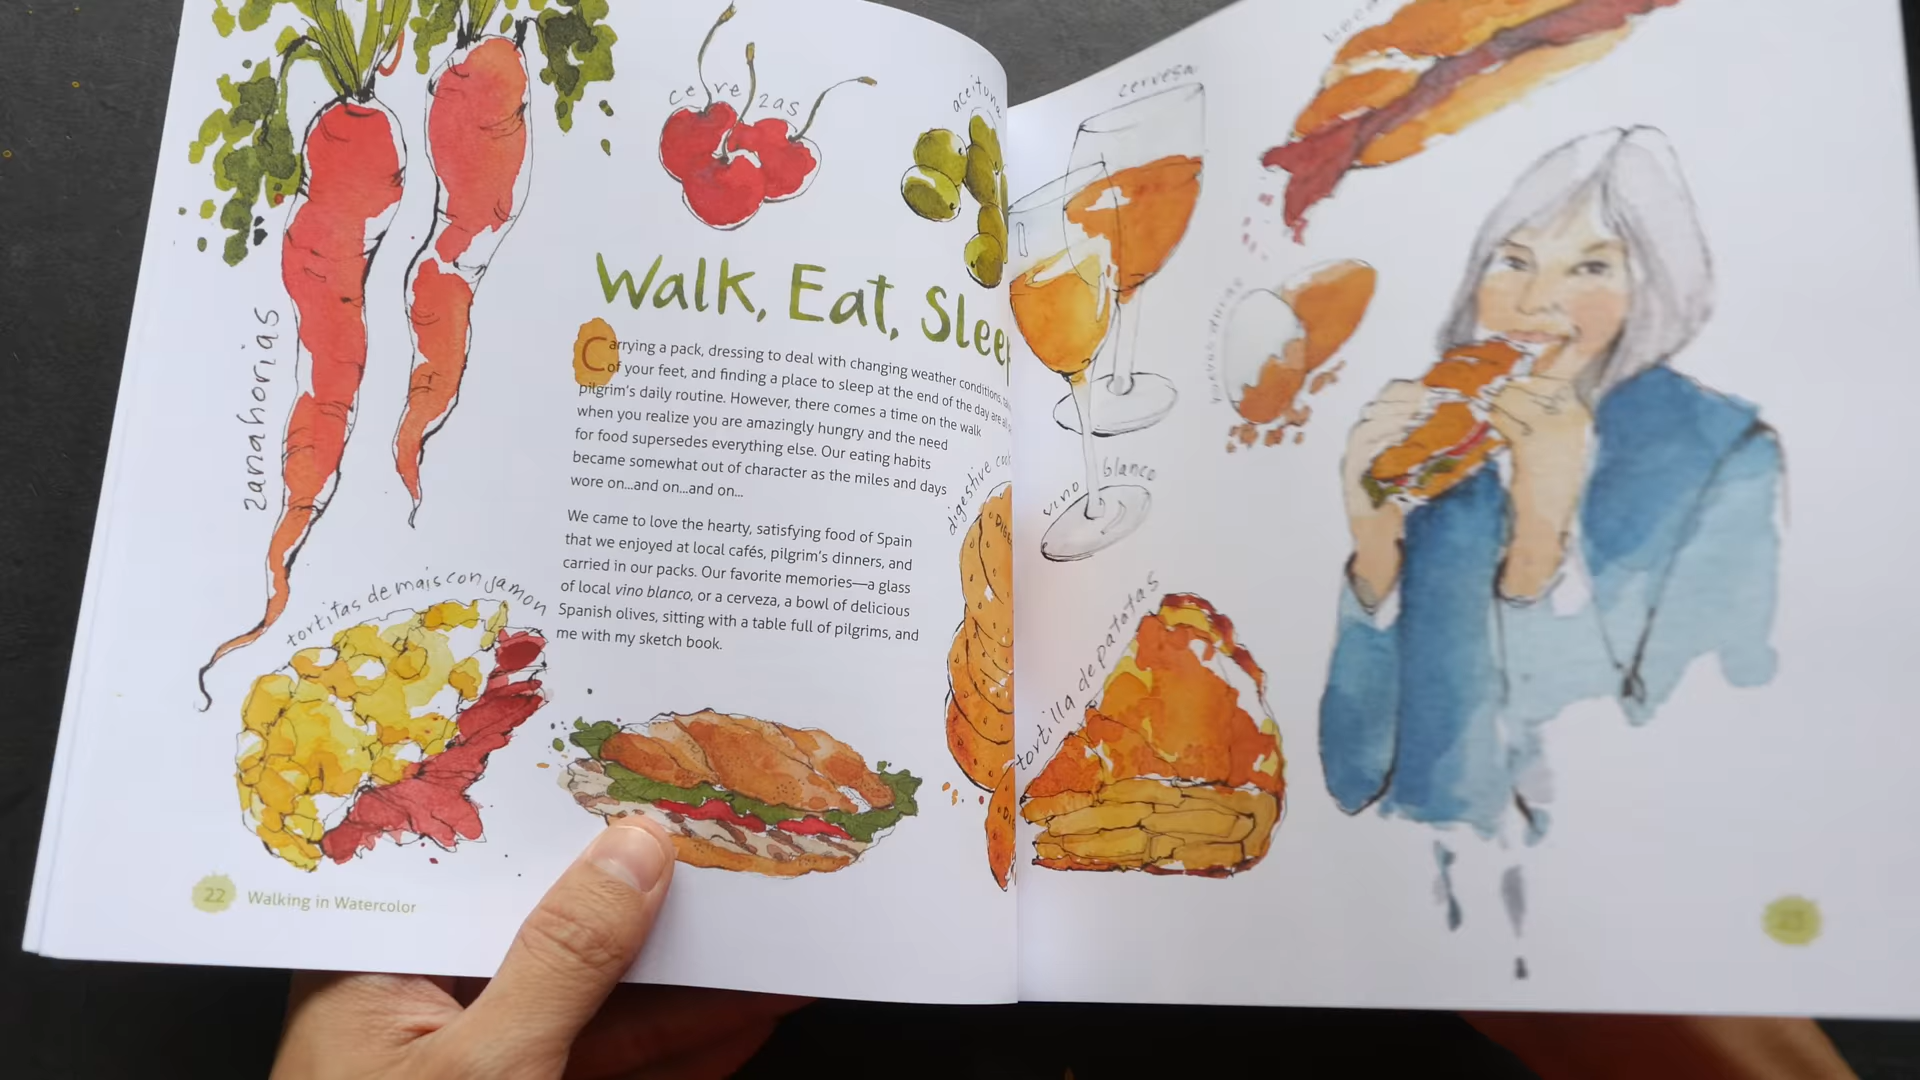 cerezas
aceituna
zanahorias
Walk, Eat, Sleep
Carrying a pack, dressing to deal with changing weather conditions,
of your feet, and finding a place to sleep at the end of the day are
pilgrim's daily routine. However, there comes a time on the walk
when you realize you are amazingly hungry and the need
for food supersedes everything else. Our eating habits
became somewhat out of character as the miles and days
wore on...and on...and on...
We came to love the hearty, satisfying food of Spain
that we enjoyed at local cafés, pilgrim's dinners, and
carried in our packs. Our favorite memories—a glass
of local vino blanco, or a cerveza, a bowl of delicious
Spanish olives, sitting with a table full of pilgrims, and
me with my sketch book.
digestive
tortitas de mais con jamon
22 Walking in Watercolor
cervesa
vino blanco
tortilla de patatas
23